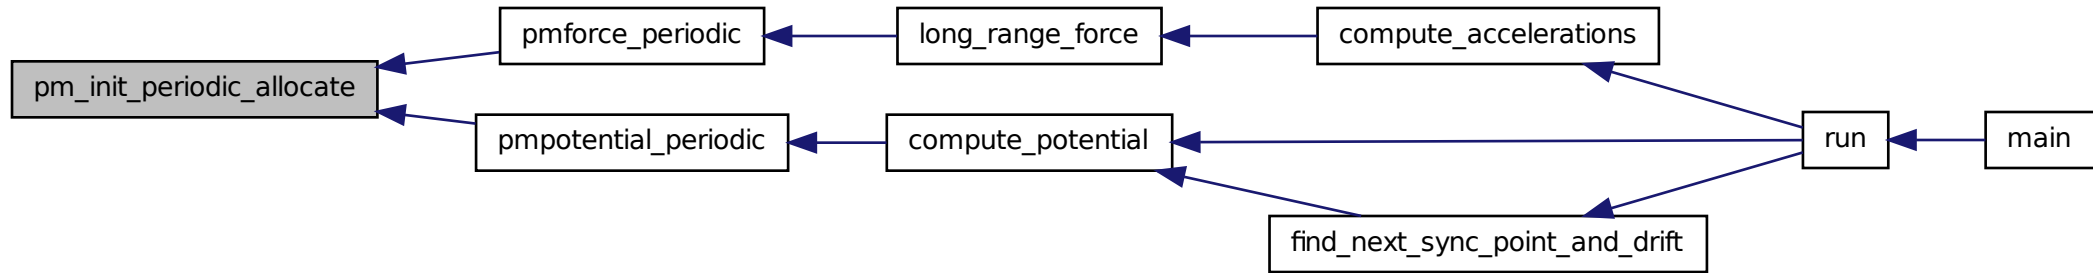 pm_init_periodic_allocate
pmforce_periodic
long_range_force
compute_accelerations
pmpotential_periodic
compute_potential
run
main
find_next_sync_point_and_drift